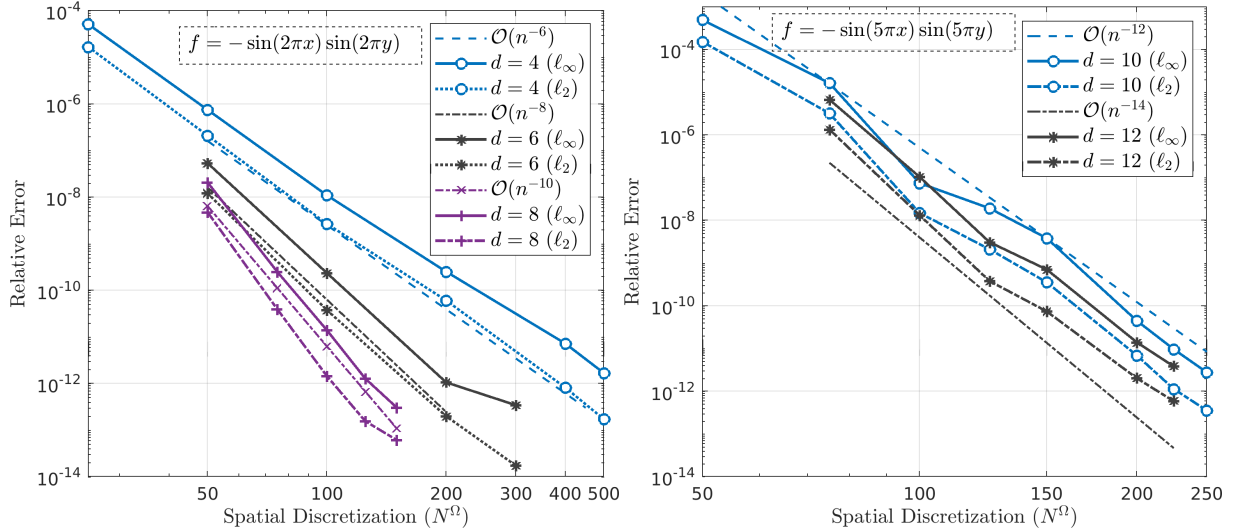 f = − sin(2πx) sin(2πy)
O(n⁻⁶)
d = 4 (ℓ∞)
d = 4 (ℓ₂)
O(n⁻⁸)
d = 6 (ℓ∞)
d = 6 (ℓ₂)
O(n⁻¹⁰)
d = 8 (ℓ∞)
d = 8 (ℓ₂)
10⁻⁴
10⁻⁶
10⁻⁸
10⁻¹⁰
10⁻¹²
10⁻¹⁴
Relative Error
50 100 200 300 400 500
Spatial Discretization (N^Ω)
f = − sin(5πx) sin(5πy)
O(n⁻¹²)
d = 10 (ℓ∞)
d = 10 (ℓ₂)
O(n⁻¹⁴)
d = 12 (ℓ∞)
d = 12 (ℓ₂)
10⁻⁴
10⁻⁶
10⁻⁸
10⁻¹⁰
10⁻¹²
10⁻¹⁴
Relative Error
50 100 150 200 250
Spatial Discretization (N^Ω)